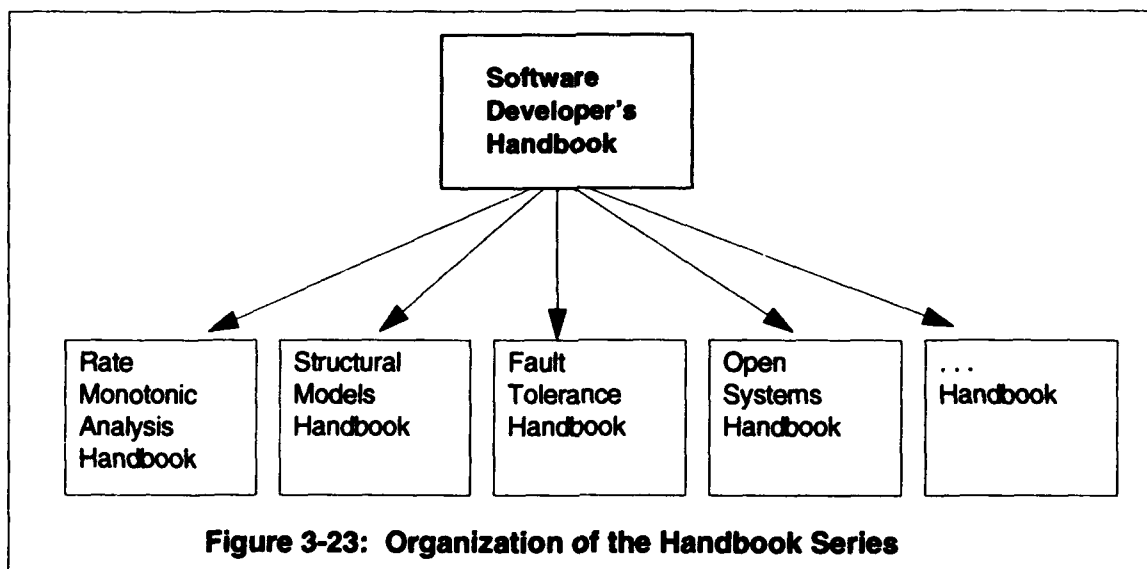 Software
Developer's
Handbook
Rate
Monotonic
Analysis
Handbook
Structural
Models
Handbook
Fault
Tolerance
Handbook
Open
Systems
Handbook
...
Handbook
Figure 3-23: Organization of the Handbook Series